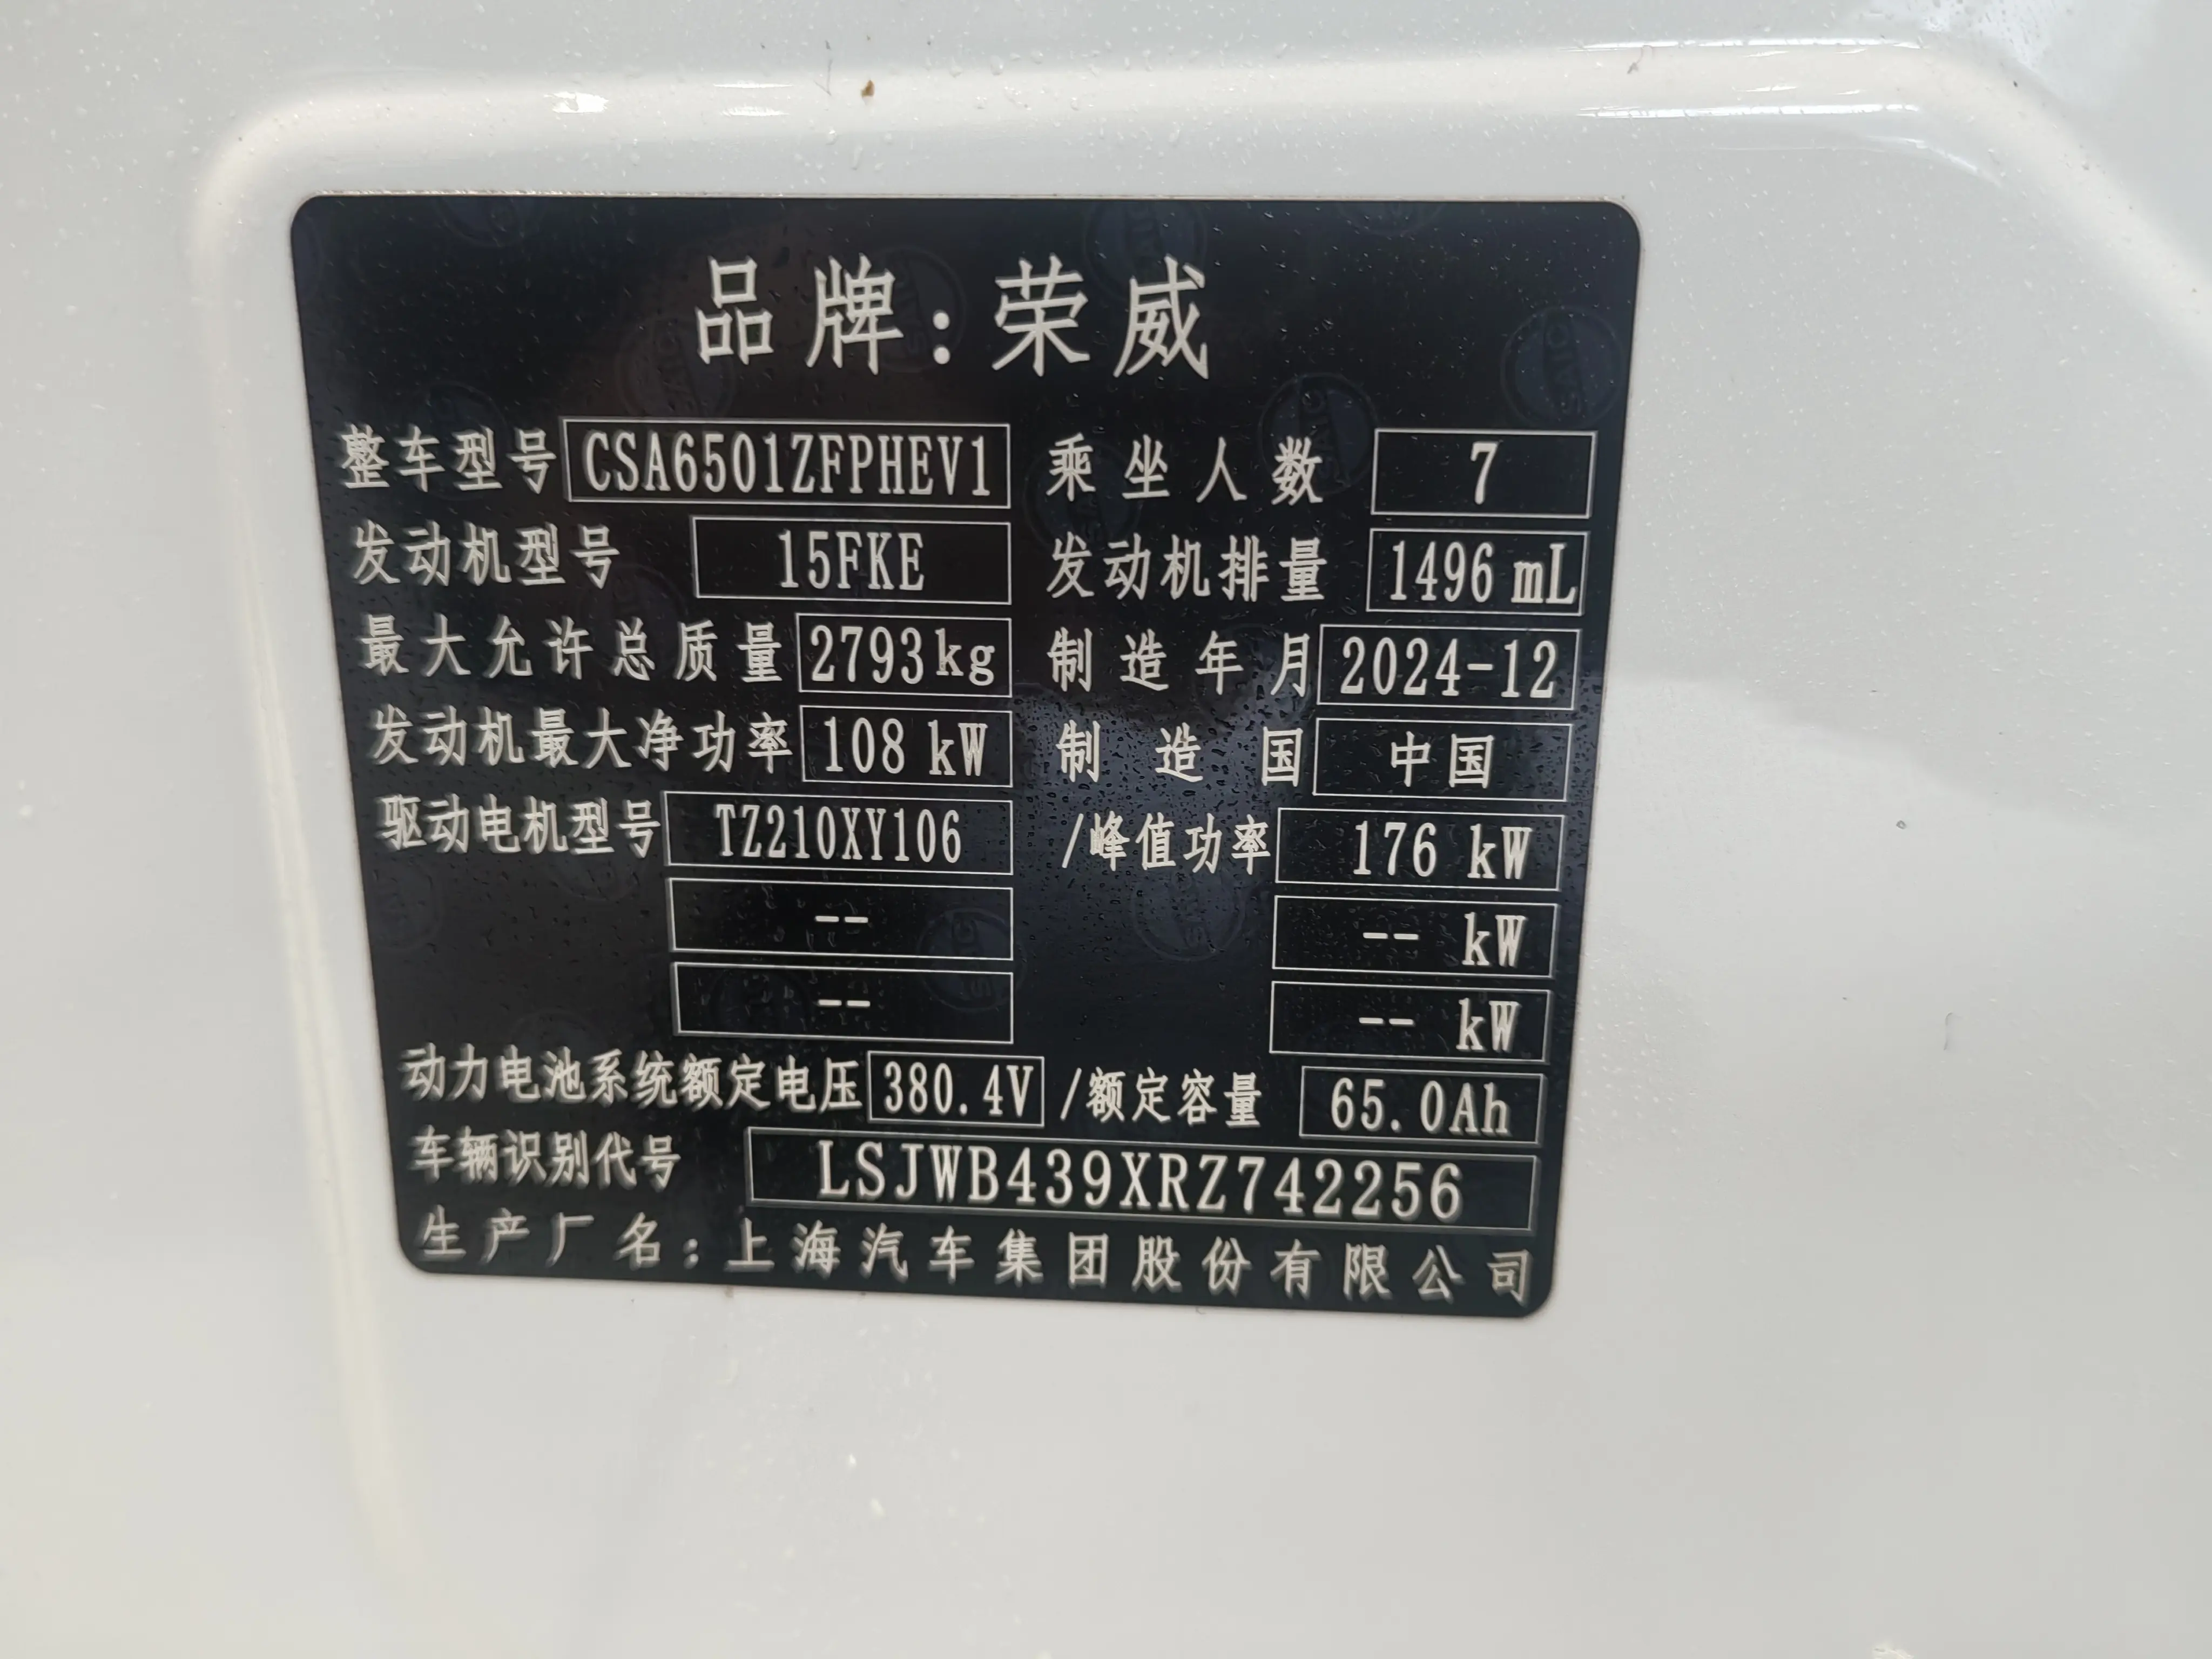 品牌：荣威
整车型号 CSA6501ZFPHEV1 乘坐人数 7
发动机型号 15FKE 发动机排量 1496 mL
最大允许总质量 2793kg 制造年月 2024-12
发动机最大净功率 108 kW 制造国 中国
驱动电机型号 TZ210XY106 /峰值功率 176 kW
-- -- kW
-- -- kW
动力电池系统额定电压 380.4V /额定容量 65.0Ah
车辆识别代号 LSJWB439XRZ742256
生产厂名：上海汽车集团股份有限公司